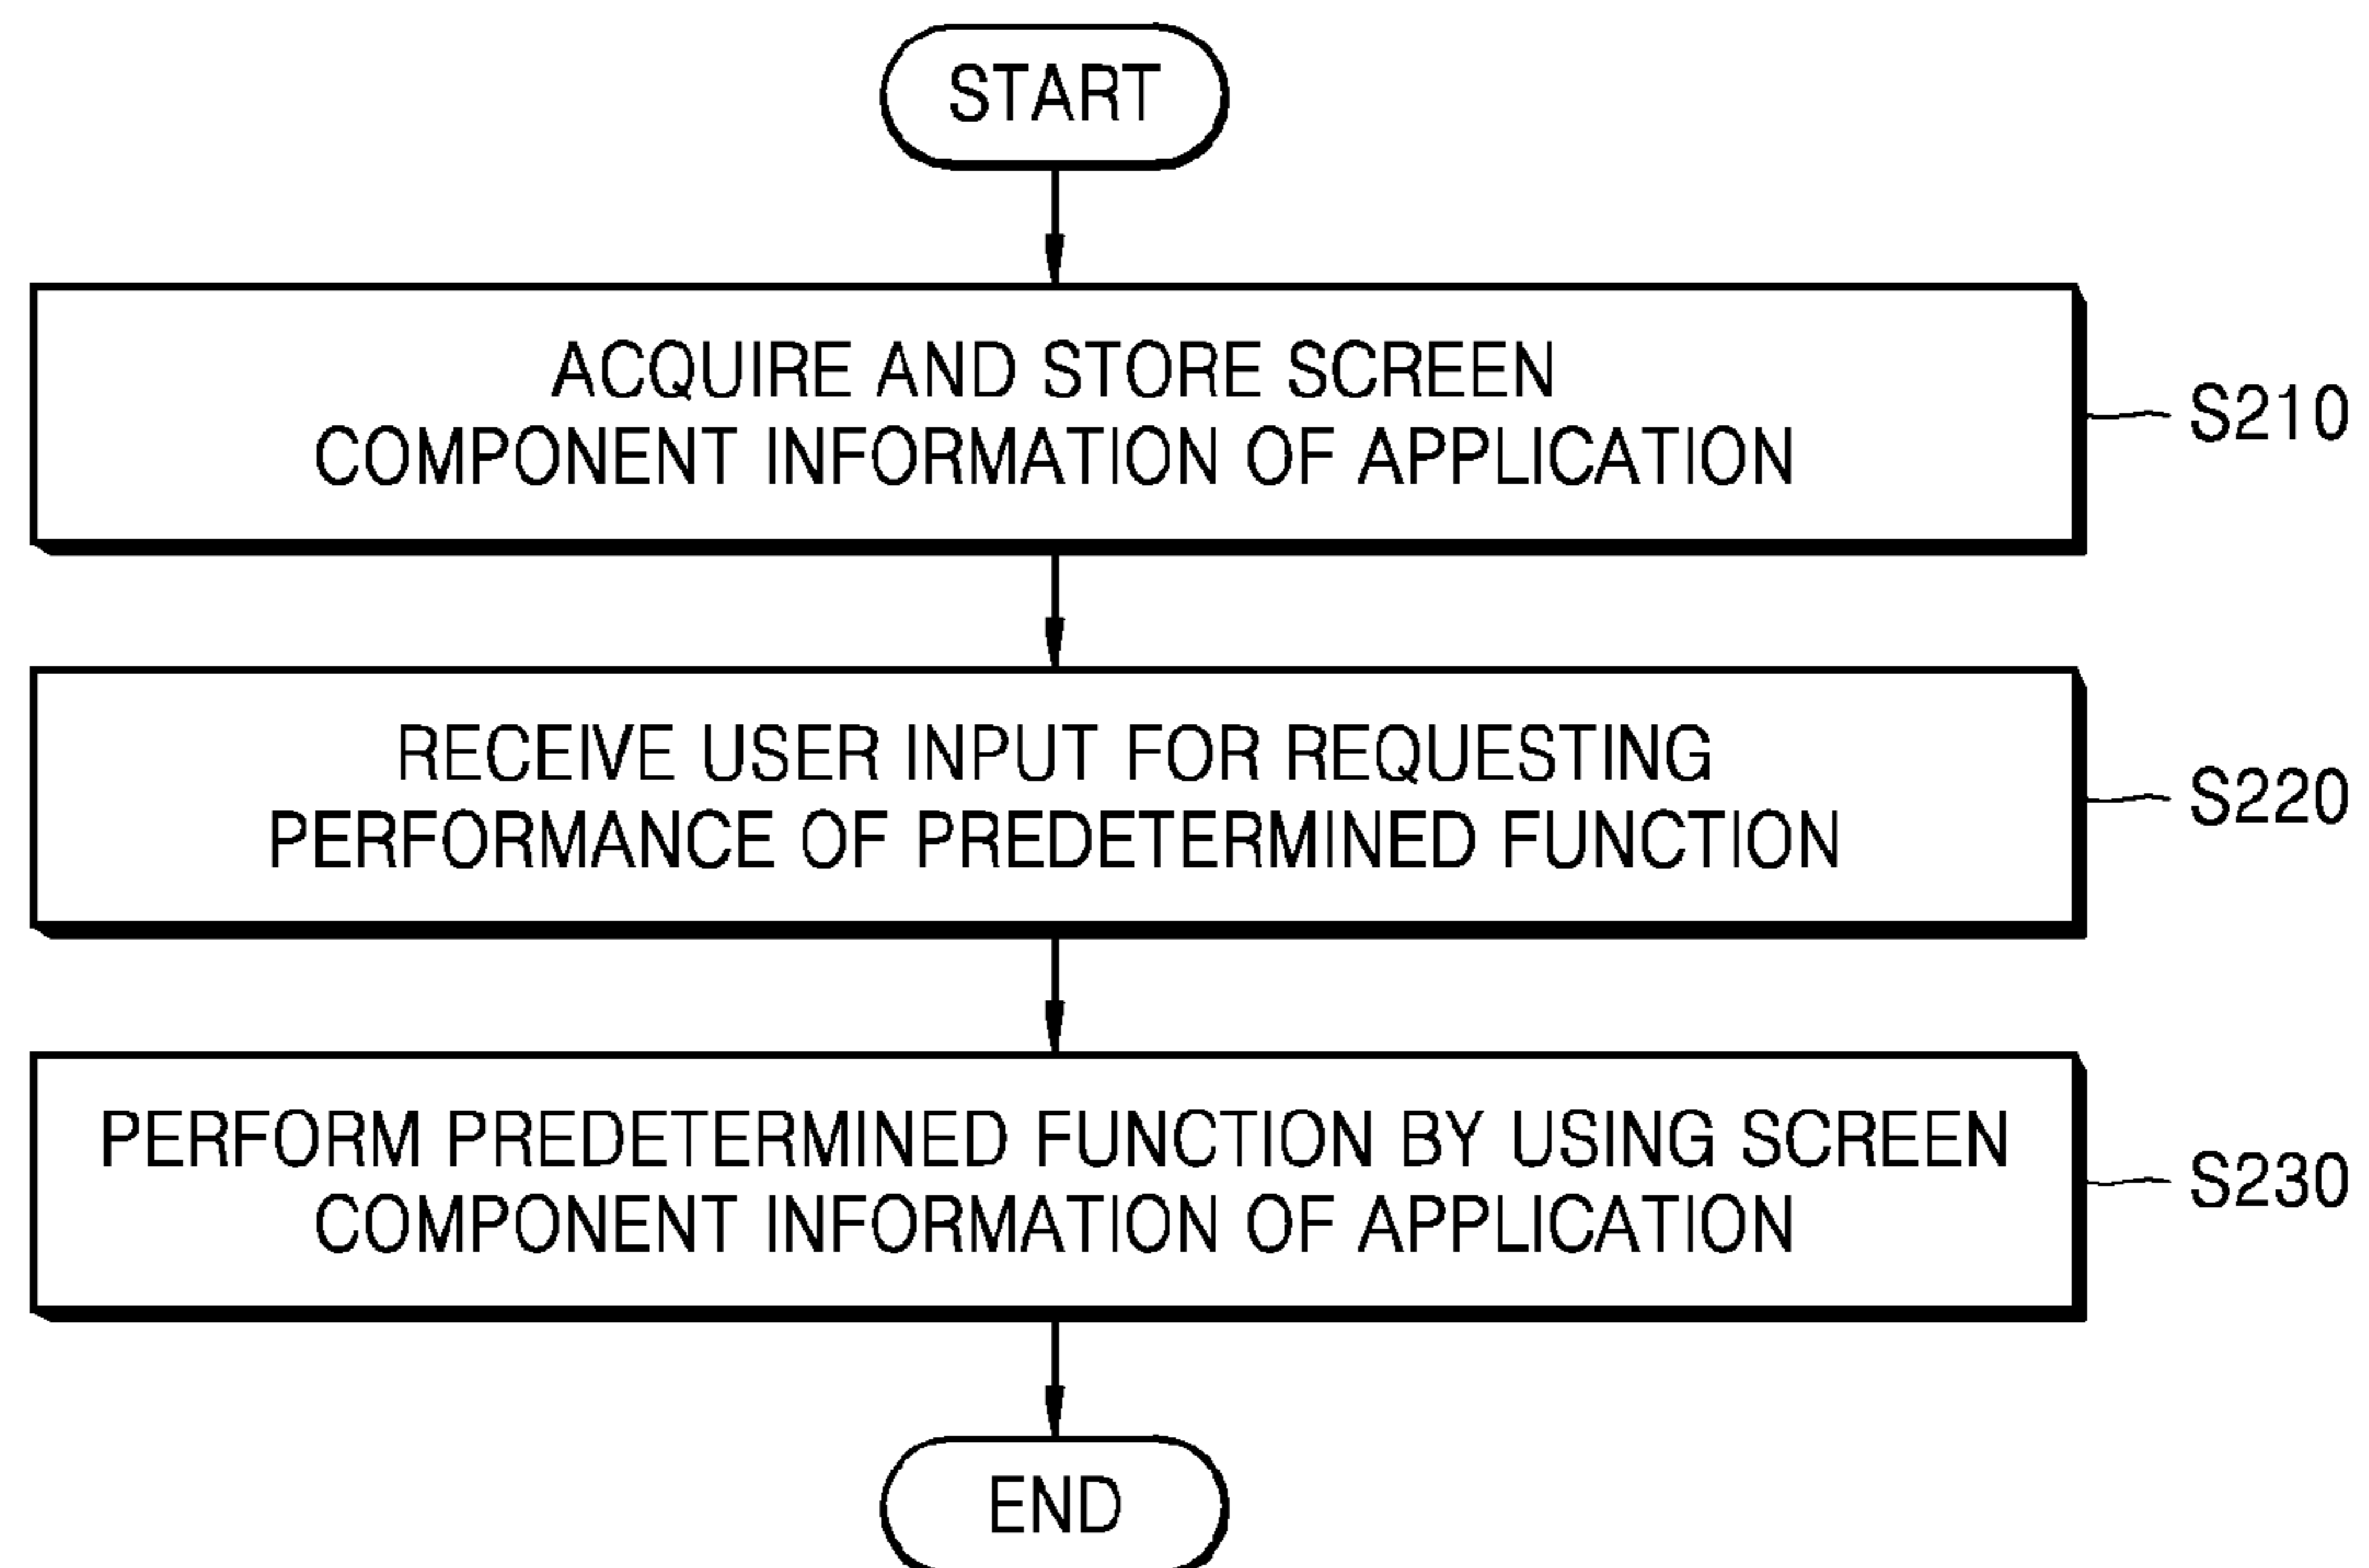 START
ACQUIRE AND STORE SCREEN
COMPONENT INFORMATION OF APPLICATION
S210
RECEIVE USER INPUT FOR REQUESTING
PERFORMANCE OF PREDETERMINED FUNCTION
S220
PERFORM PREDETERMINED FUNCTION BY USING SCREEN
COMPONENT INFORMATION OF APPLICATION
S230
END